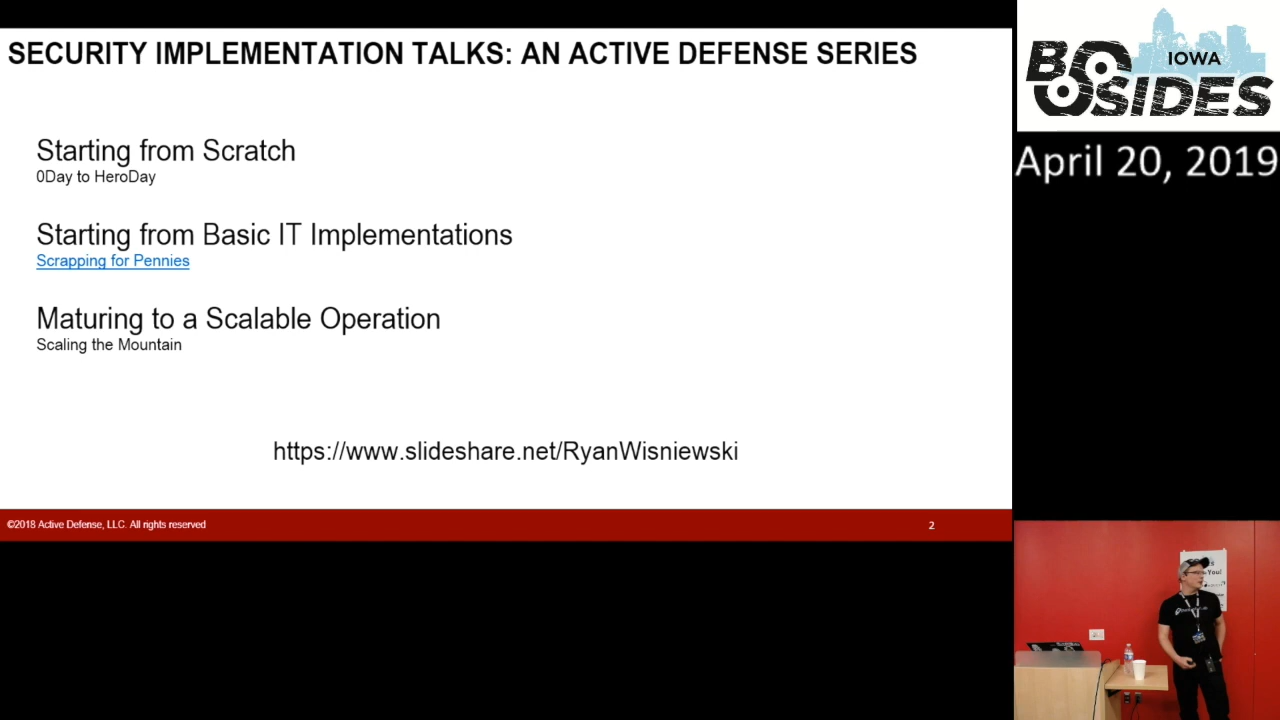 SECURITY IMPLEMENTATION TALKS: AN ACTIVE DEFENSE SERIES
Starting from Scratch
0Day to HeroDay
Starting from Basic IT Implementations
Scrapping for Pennies
Maturing to a Scalable Operation
Scaling the Mountain
https://www.slideshare.net/RyanWisniewski
©2018 Active Defense, LLC. All rights reserved
2
IOWA
BSIDES
April 20, 2019
You!